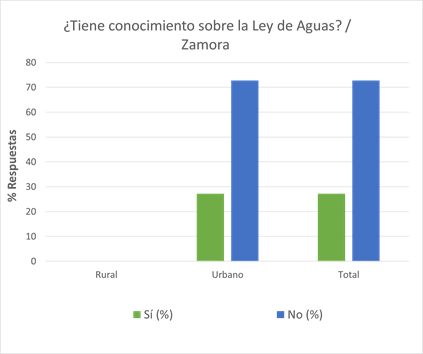 ¿Tiene conocimiento sobre la Ley de Aguas? /
Zamora
% Respuestas
80
70
60
50
40
30
20
10
0
Rural Urbano Total
Sí (%) No (%)